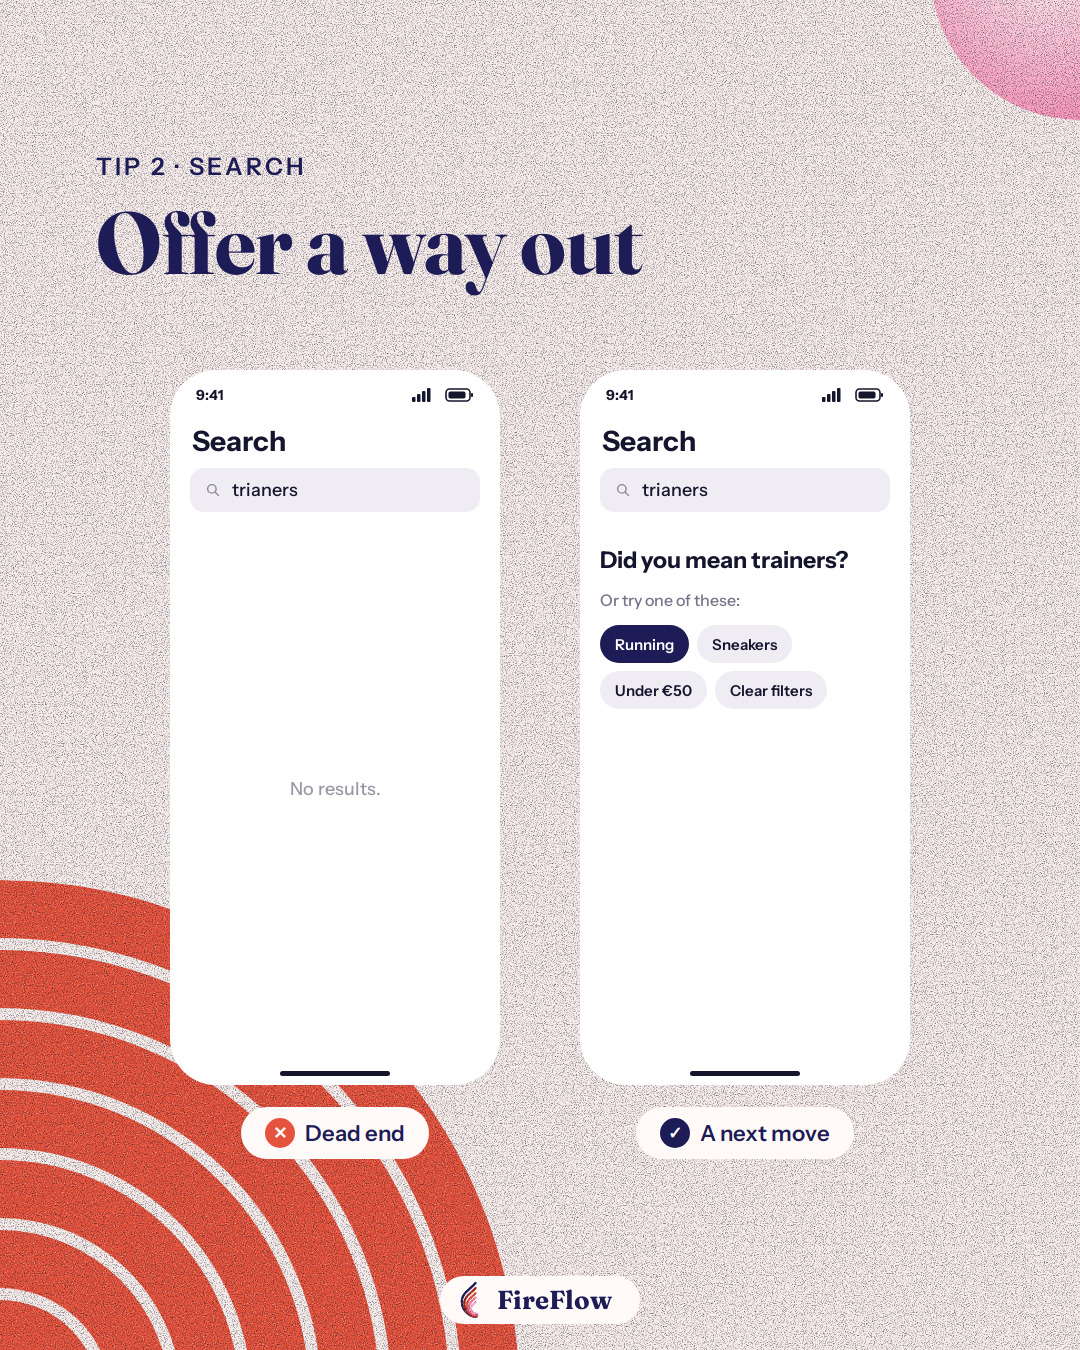 TIP 2 · SEARCH
Offer a way out
9:41
Search
trianers
No results.
Dead end
9:41
Search
trianers
Did you mean trainers?
Or try one of these:
Running Sneakers
Under €50 Clear filters
A next move
FireFlow